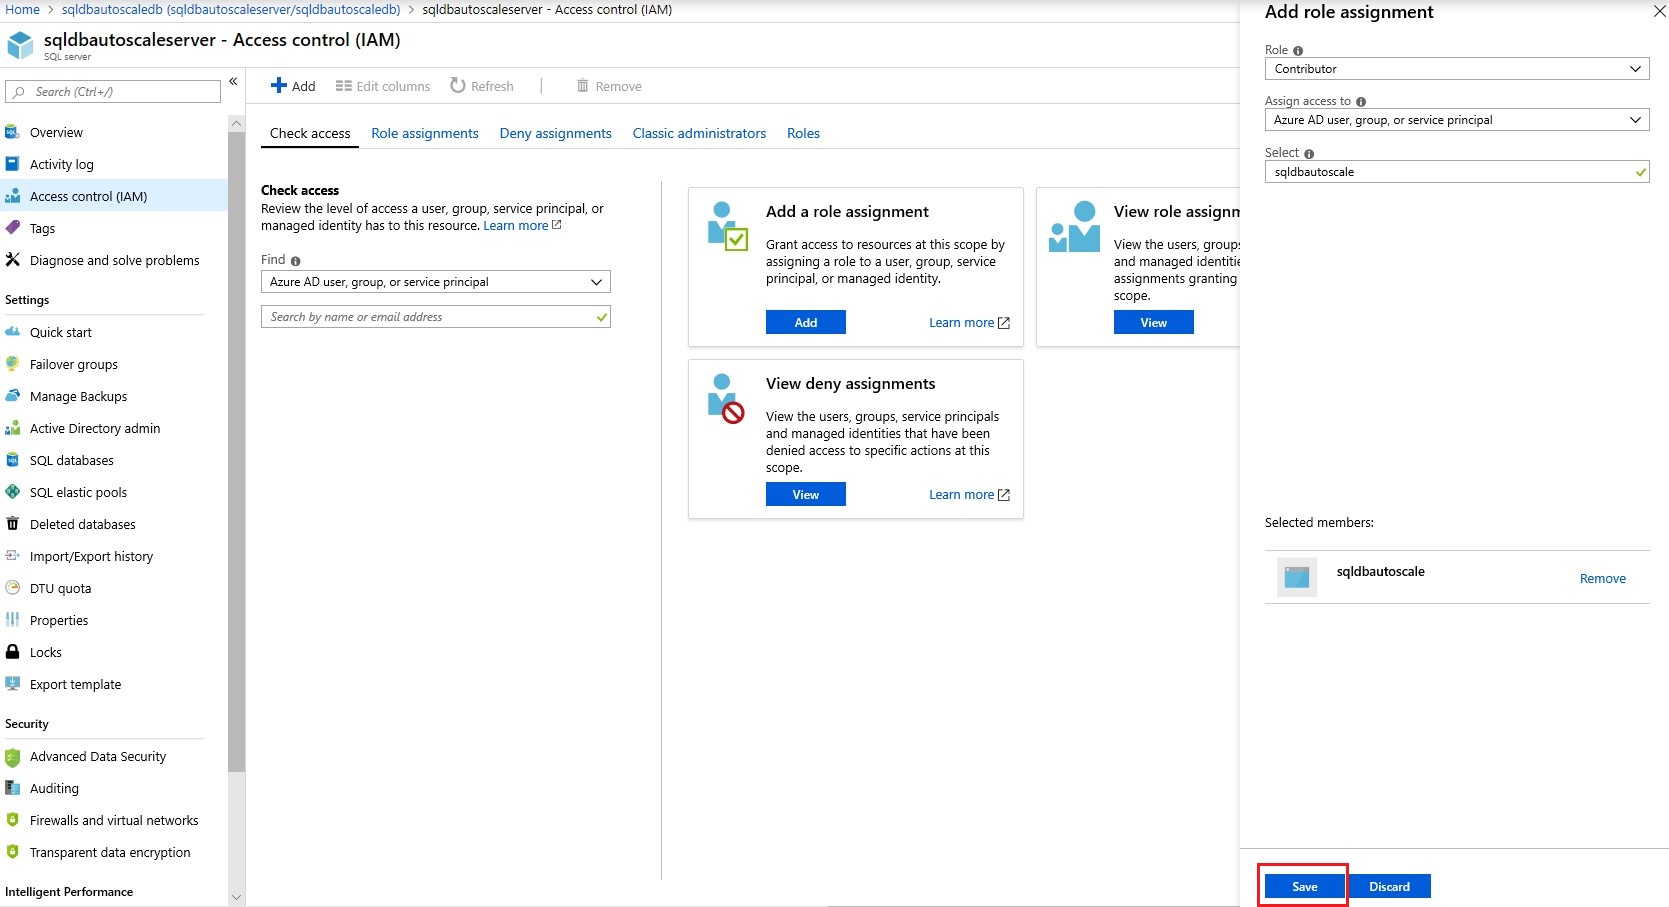 Home > sqldbautoscaledb (sqldbautoscaleserver/sqldbautoscaledb) > sqldbautoscaleserver - Access control (IAM)
sqldbautoscaleserver - Access control (IAM)
SQL server
Search (Ctrl+/)
«
Overview
Activity log
Access control (IAM)
Tags
Diagnose and solve problems
Settings
Quick start
Failover groups
Manage Backups
Active Directory admin
SQL databases
SQL elastic pools
Deleted databases
Import/Export history
DTU quota
Properties
Locks
Export template
Security
Advanced Data Security
Auditing
Firewalls and virtual networks
Transparent data encryption
Intelligent Performance
Add Edit columns Refresh | Remove
Check access Role assignments Deny assignments Classic administrators Roles
Check access
Review the level of access a user, group, service principal, or
managed identity has to this resource. Learn more
Find
Azure AD user, group, or service principal
Search by name or email address
Add a role assignment
Grant access to resources at this scope by
assigning a role to a user, group, service
principal, or managed identity.
Add Learn more
View role assignm
View the users, groups
and managed identitie
assignments granting
scope.
View
View deny assignments
View the users, groups, service principals
and managed identities that have been
denied access to specific actions at this
scope.
View Learn more
Add role assignment
Role
Contributor
Assign access to
Azure AD user, group, or service principal
Select
sqldbautoscale
Selected members:
sqldbautoscale
Remove
Save Discard